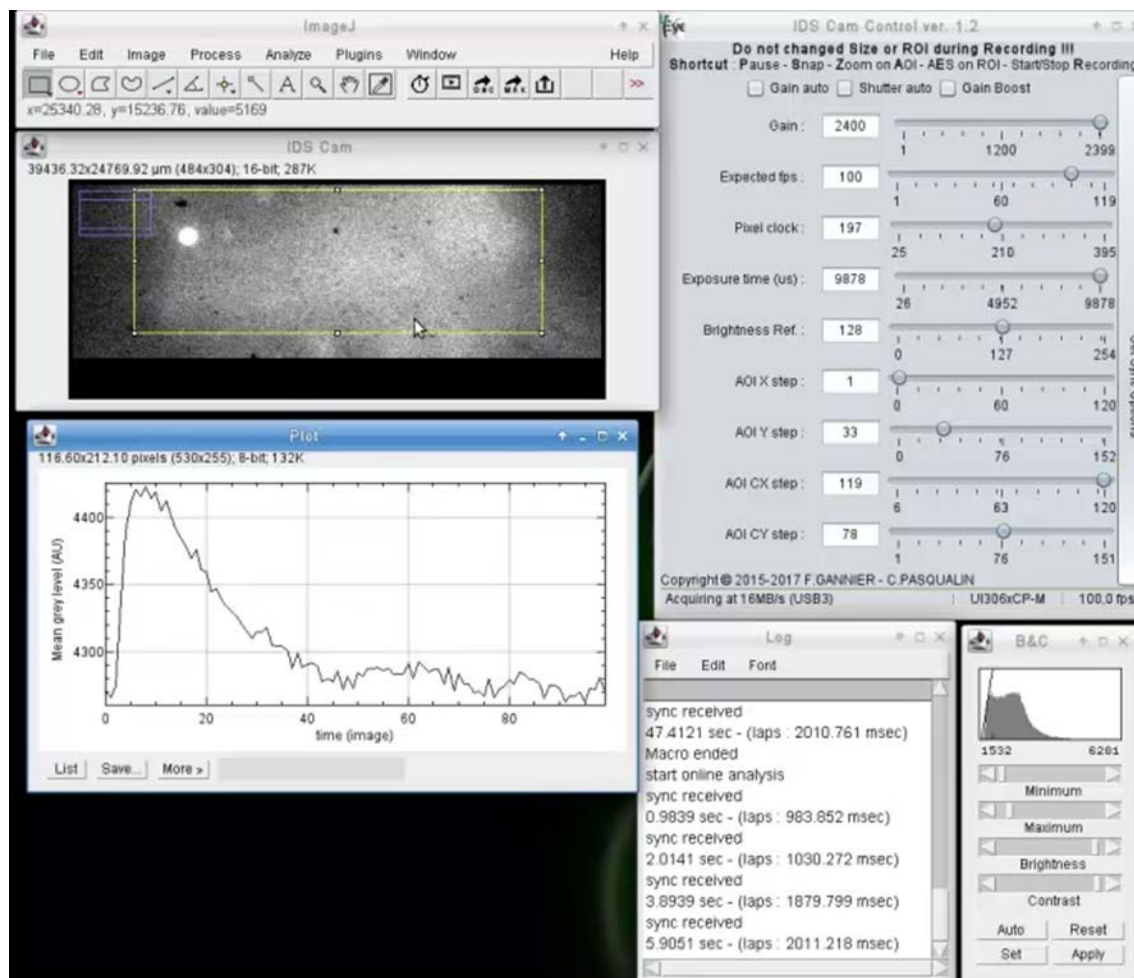 ImageJ
File Edit Image Process Analyze Plugins Window Help
x=25340.28, y=15236.76, value=5169
IDS Cam
39436.32x24769.92 µm (484x304); 16-bit; 287K
Plot
116.60x212.10 pixels (530x255); 8-bit; 132K
Mean grey level (AU)
4400
4350
4300
0 20 40 60 80
time (image)
List Save... More »
IDS Cam Control ver. 1.2
Do not changed Size or ROI during Recording !!!
Shortcut : Pause - Snap - Zoom on AOI - AES on ROI - Start/Stop Recording
Gain auto Shutter auto Gain Boost
Gain : 2400
1 1200 2399
Expected fps : 100
1 60 119
Pixel clock : 197
25 210 395
Exposure time (us) : 9878
26 4952 9878
Brightness Ref. : 128
0 127 254
AOI X step : 1
0 60 120
AOI Y step : 33
0 76 152
AOI CX step : 119
6 63 120
AOI CY step : 78
1 76 151
Copyright © 2015-2017 F.GANNIER - C.PASQUALIN
Acquiring at 16MB/s (USB3) UI306xCP-M 100,0 fps
Log
File Edit Font
sync received
47.4121 sec - (laps : 2010.761 msec)
Macro ended
start online analysis
sync received
0.9839 sec - (laps : 983.852 msec)
sync received
2.0141 sec - (laps : 1030.272 msec)
sync received
3.8939 sec - (laps : 1879.799 msec)
sync received
5.9051 sec - (laps : 2011.218 msec)
B&C
1532 6281
Minimum
Maximum
Brightness
Contrast
Auto Reset
Set Apply